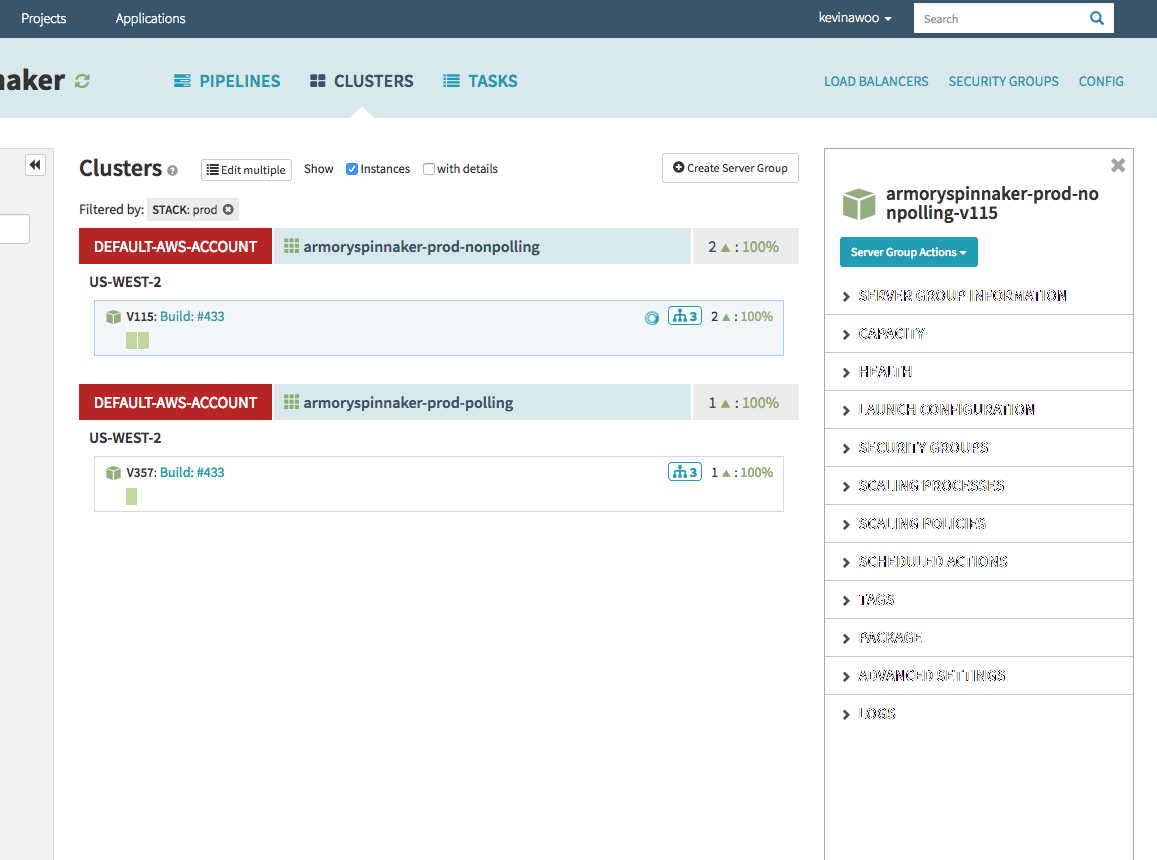 Projects Applications kevinawoo Search
naker PIPELINES CLUSTERS TASKS LOAD BALANCERS SECURITY GROUPS CONFIG
Clusters Edit multiple Show Instances with details Create Server Group
Filtered by: STACK: prod
DEFAULT-AWS-ACCOUNT armoryspinnaker-prod-nonpolling 2 ▲ : 100%
US-WEST-2
V115: Build: #433 3 2 ▲ : 100%
DEFAULT-AWS-ACCOUNT armoryspinnaker-prod-polling 1 ▲ : 100%
US-WEST-2
V357: Build: #433 3 1 ▲ : 100%
armoryspinnaker-prod-no
npolling-v115
Server Group Actions
SERVER GROUP INFORMATION
CAPACITY
HEALTH
LAUNCH CONFIGURATION
SECURITY GROUPS
SCALING PROCESSES
SCALING POLICIES
SCHEDULED ACTIONS
TAGS
PACKAGE
ADVANCED SETTINGS
LOGS